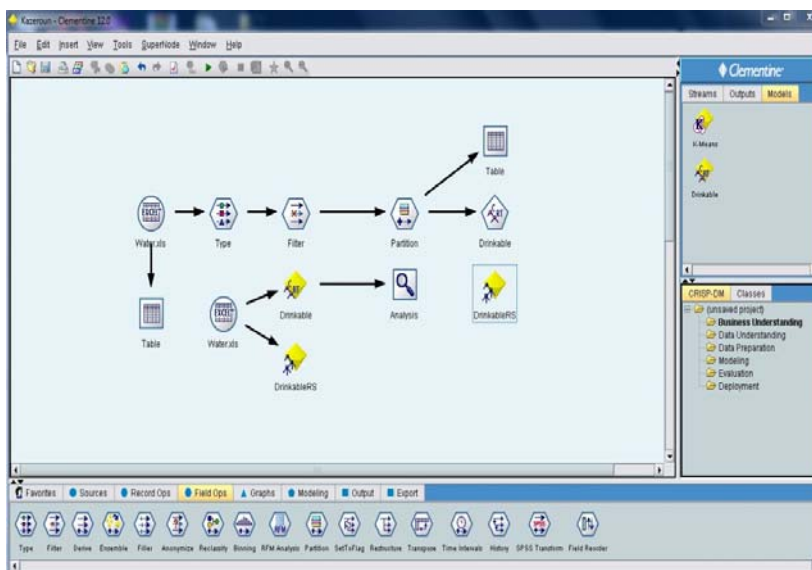 Kazeroun - Clementine 12.0
File Edit Insert View Tools SuperNode Window Help
Clementine
Streams Outputs Models
K-Means
Drinkable
Table
Water.xls
Type
Filter
Partition
Drinkable
Table
Water.xls
Drinkable
Analysis
DrinkableRS
DrinkableRS
CRISP-DM Classes
(unsaved project)
Business Understanding
Data Understanding
Data Preparation
Modeling
Evaluation
Deployment
Favorites Sources Record Ops Field Ops Graphs Modeling Output Export
Type Filter Derive Ensemble Filler Anonymize Reclassify Binning RFM Analysis Partition SetToFlag Restructure Transpose Time Intervals History SPSS Transform Field Reorder